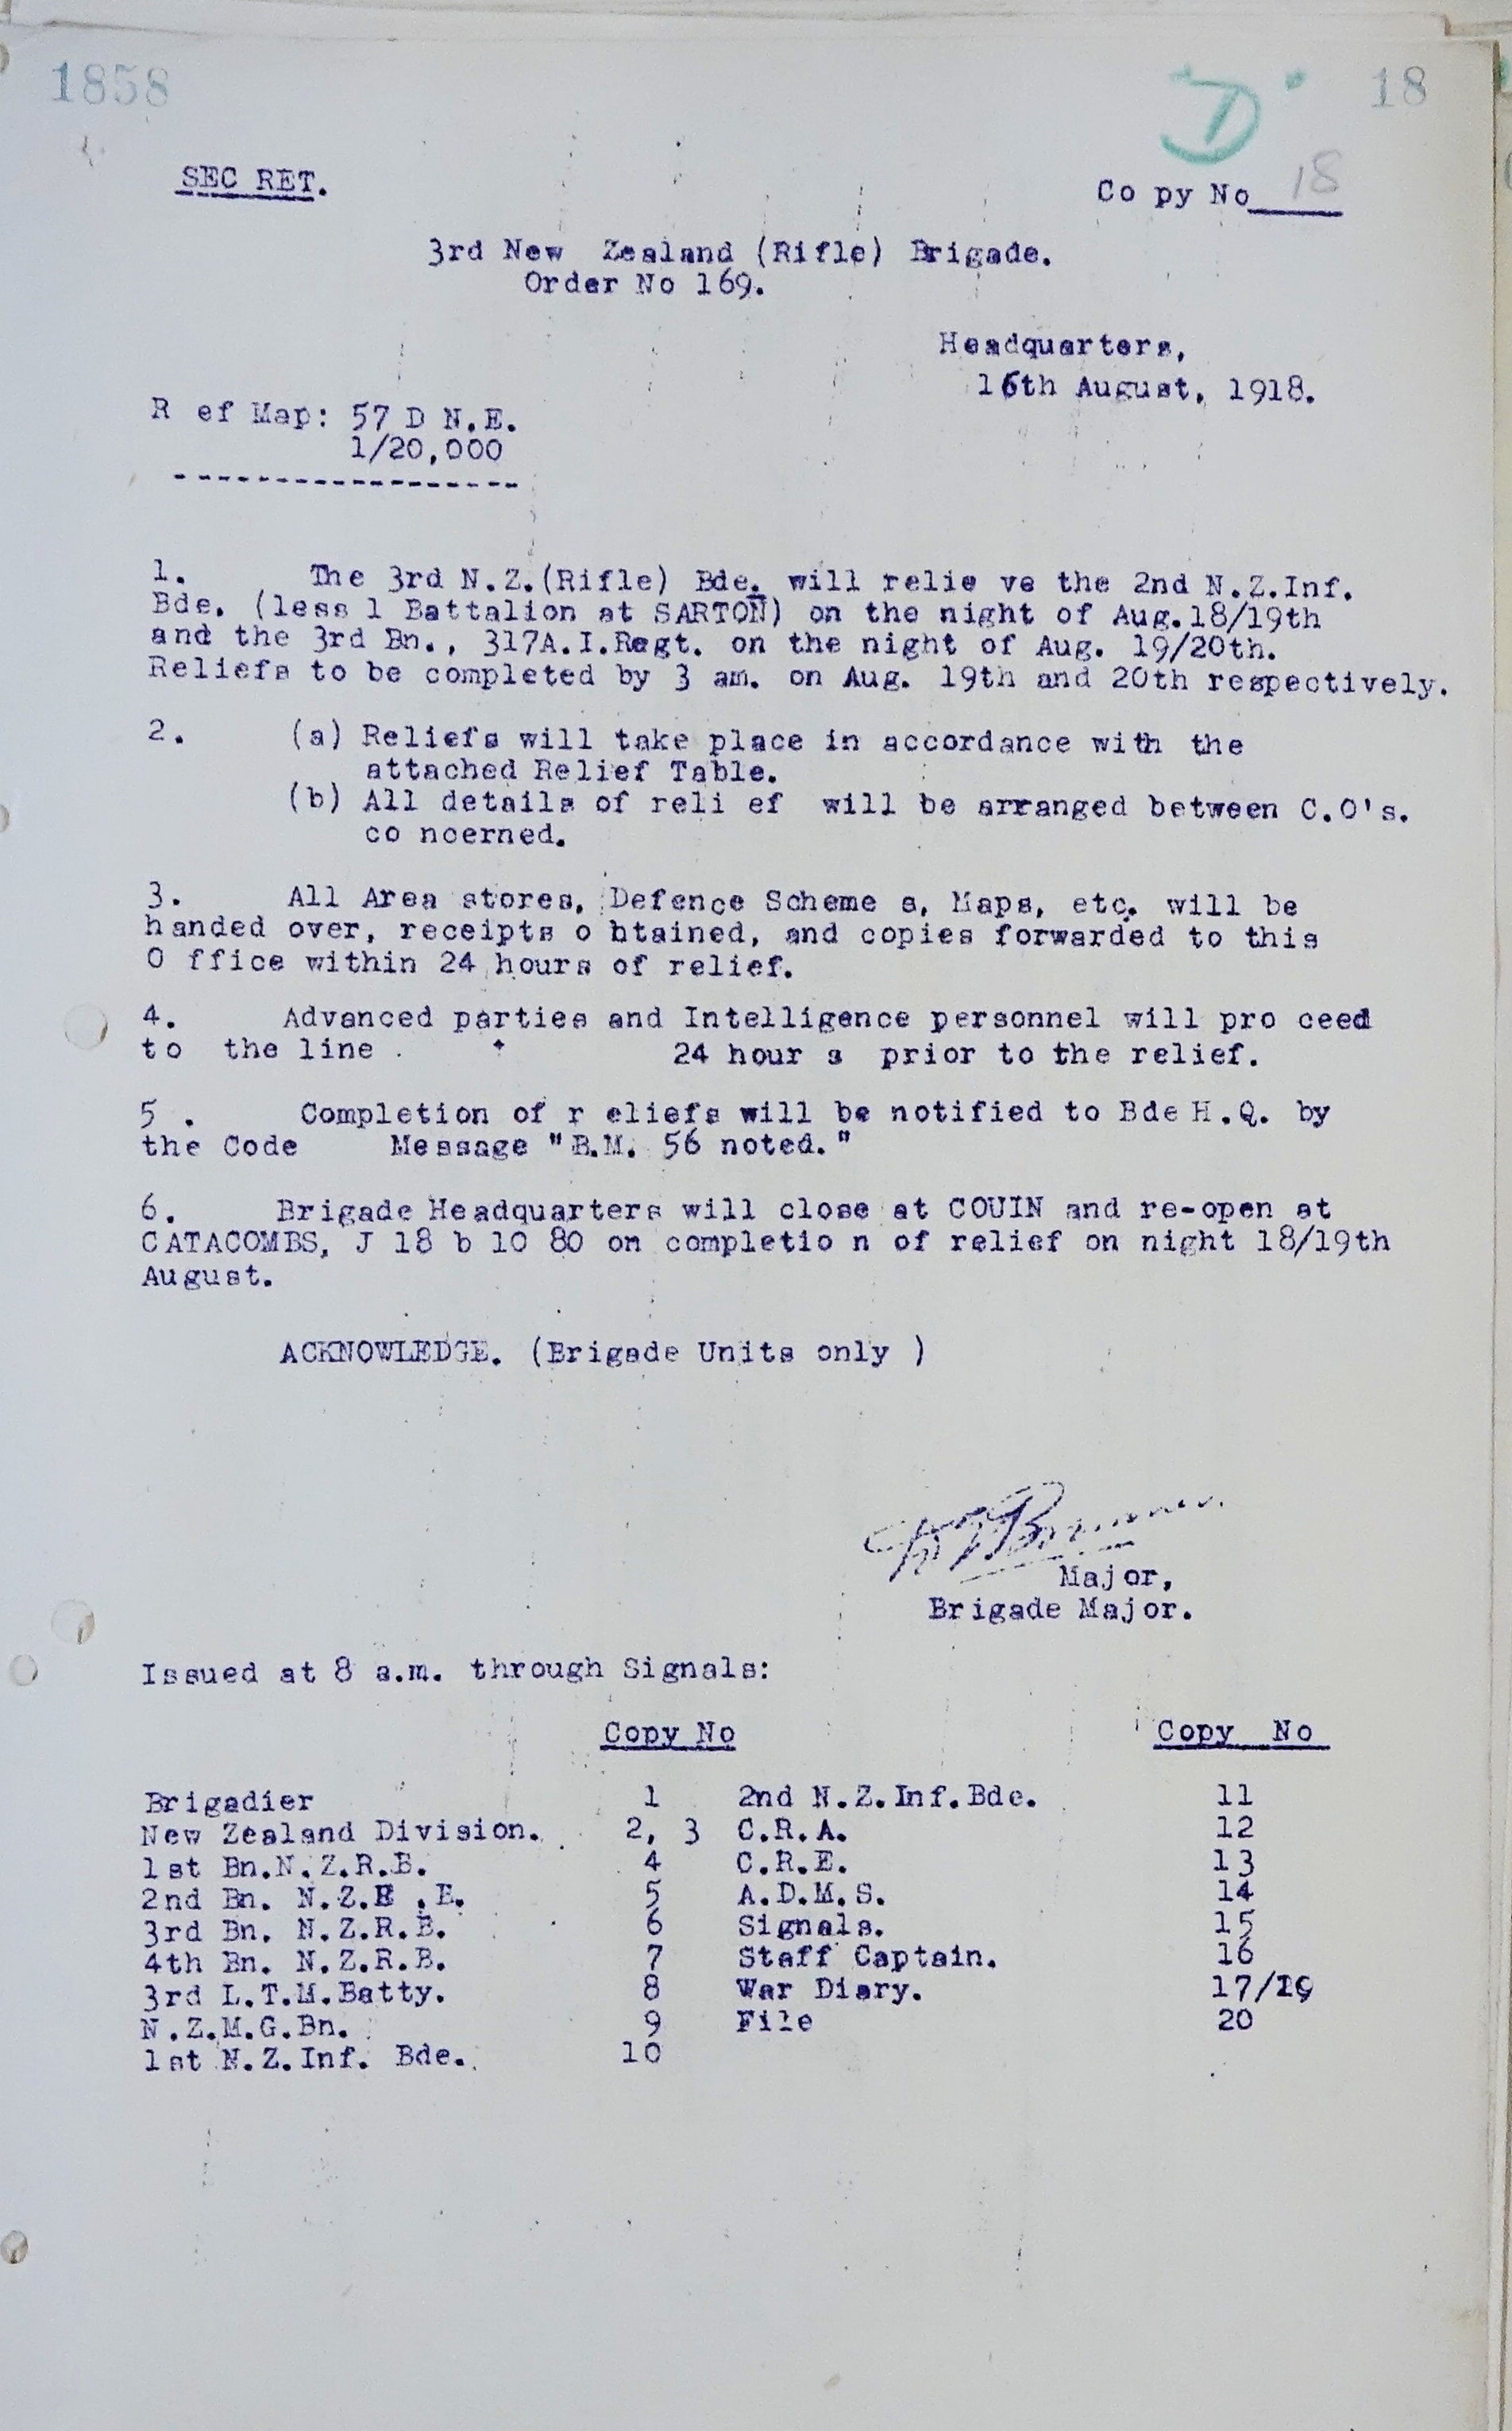 1858
"D"
18
SEC RET.
Co py No 18
3rd New Zealand (Rifle) Brigade.
Order No 169.
Headquarters,
16th August, 1918.
R ef Map: 57 D N.E.
1/20,000
------------------
1. The 3rd N.Z.(Rifle) Bde. will relie ve the 2nd N.Z.Inf.
Bde. (less 1 Battalion at SARTON) on the night of Aug.18/19th
and the 3rd Bn., 317A.I.Regt. on the night of Aug. 19/20th.
Reliefs to be completed by 3 am. on Aug. 19th and 20th respectively.
2. (a) Reliefs will take place in accordance with the
attached Relief Table.
(b) All details of reli ef will be arranged between C.O's.
co ncerned.
3. All Area stores, Defence Scheme s, Maps, etc. will be
handed over, receipts o btained, and copies forwarded to this
O ffice within 24 hours of relief.
4. Advanced parties and Intelligence personnel will pro ceed
to the line . 24 hour s prior to the relief.
5 . Completion of r eliefs will be notified to Bde H.Q. by
the Code Message "B.M. 56 noted."
6. Brigade Headquarters will close at COUIN and re-open at
CATACOMBS, J 18 b 10 80 on completio n of relief on night 18/19th
August.
ACKNOWLEDGE. (Brigade Units only )
Major,
Brigade Major.
Issued at 8 a.m. through Signals:
Copy No Copy No
Brigadier 1 2nd N.Z.Inf.Bde. 11
New Zealand Division. 2, 3 C.R.A. 12
1st Bn.N.Z.R.B. 4 C.R.E. 13
2nd Bn. N.Z.R .B. 5 A.D.M.S. 14
3rd Bn. N.Z.R.B. 6 Signals. 15
4th Bn. N.Z.R.B. 7 Staff Captain. 16
3rd L.T.M.Batty. 8 War Diary. 17/19
N.Z.M.G.Bn. 9 File 20
1st N.Z.Inf. Bde. 10